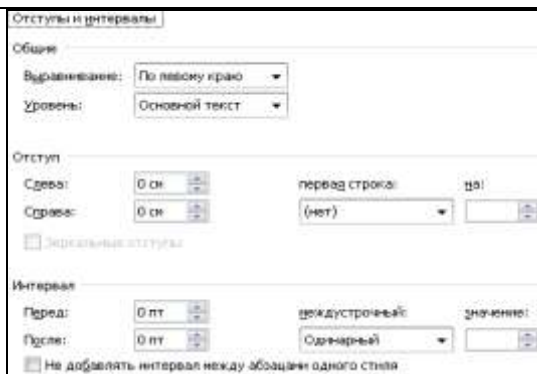 Отступы и интервалы
Общие
Выравнивание: По левому краю
Уровень: Основной текст
Отступ
Слева: 0 см первая строка: на:
Справа: 0 см (нет)
Зеркальные отступы
Интервал
Перед: 0 пт междустрочный: значение:
После: 0 пт Одинарный
Не добавлять интервал между абзацами одного стиля